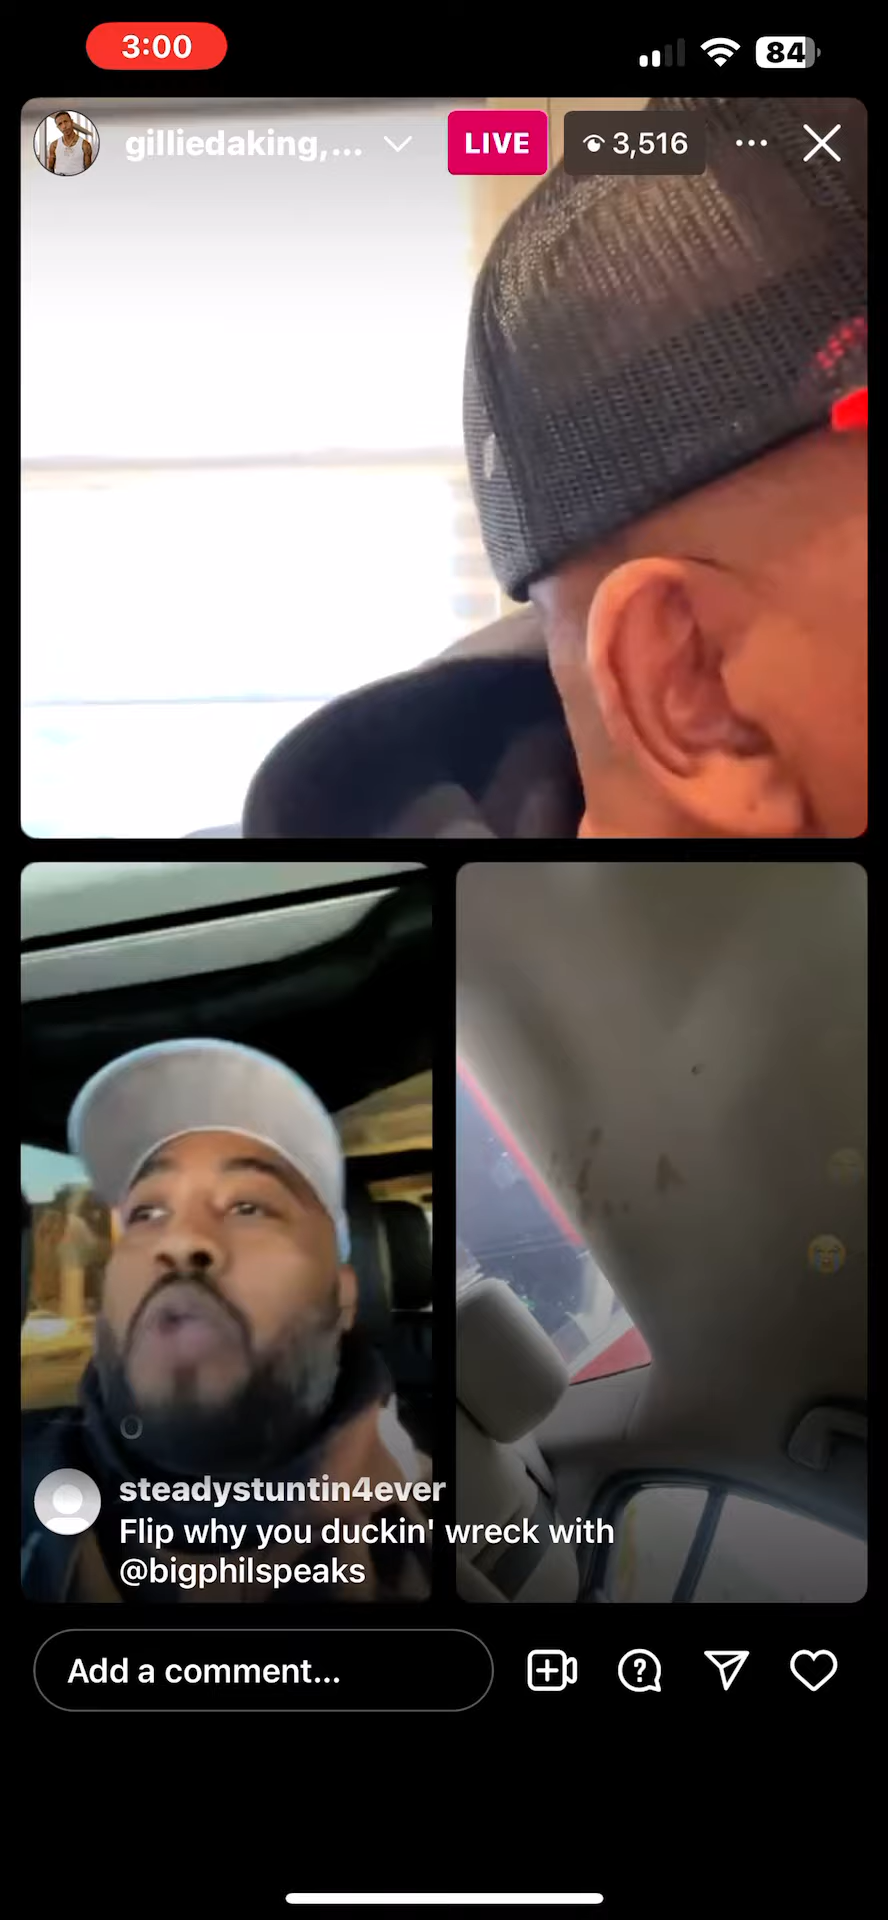 3:00
84
gilliedaking,...
LIVE
3,516
steadystuntin4ever
Flip why you duckin' wreck with
@bigphilspeaks
Add a comment...